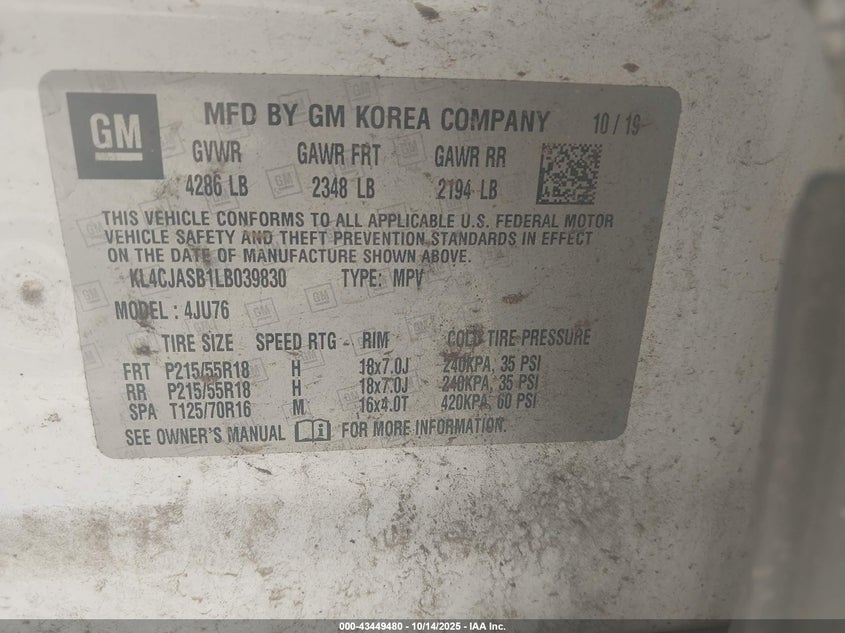 GM
MFD BY GM KOREA COMPANY 10 / 19
GVWR GAWR FRT GAWR RR
4286 LB 2348 LB 2194 LB
THIS VEHICLE CONFORMS TO ALL APPLICABLE U.S. FEDERAL MOTOR
VEHICLE SAFETY AND THEFT PREVENTION STANDARDS IN EFFECT
ON THE DATE OF MANUFACTURE SHOWN ABOVE.
KL4CJASB1LB039830 TYPE: MPV
MODEL : 4JU76
TIRE SIZE SPEED RTG - RIM COLD TIRE PRESSURE
FRT P215/55R18 H 18x7.0J 240KPA, 35 PSI
RR P215/55R18 H 18x7.0J 240KPA, 35 PSI
SPA T125/70R16 M 16x4.0T 420KPA, 60 PSI
SEE OWNER'S MANUAL FOR MORE INFORMATION.
000-43449480 - 10/14/2025 - IAA Inc.